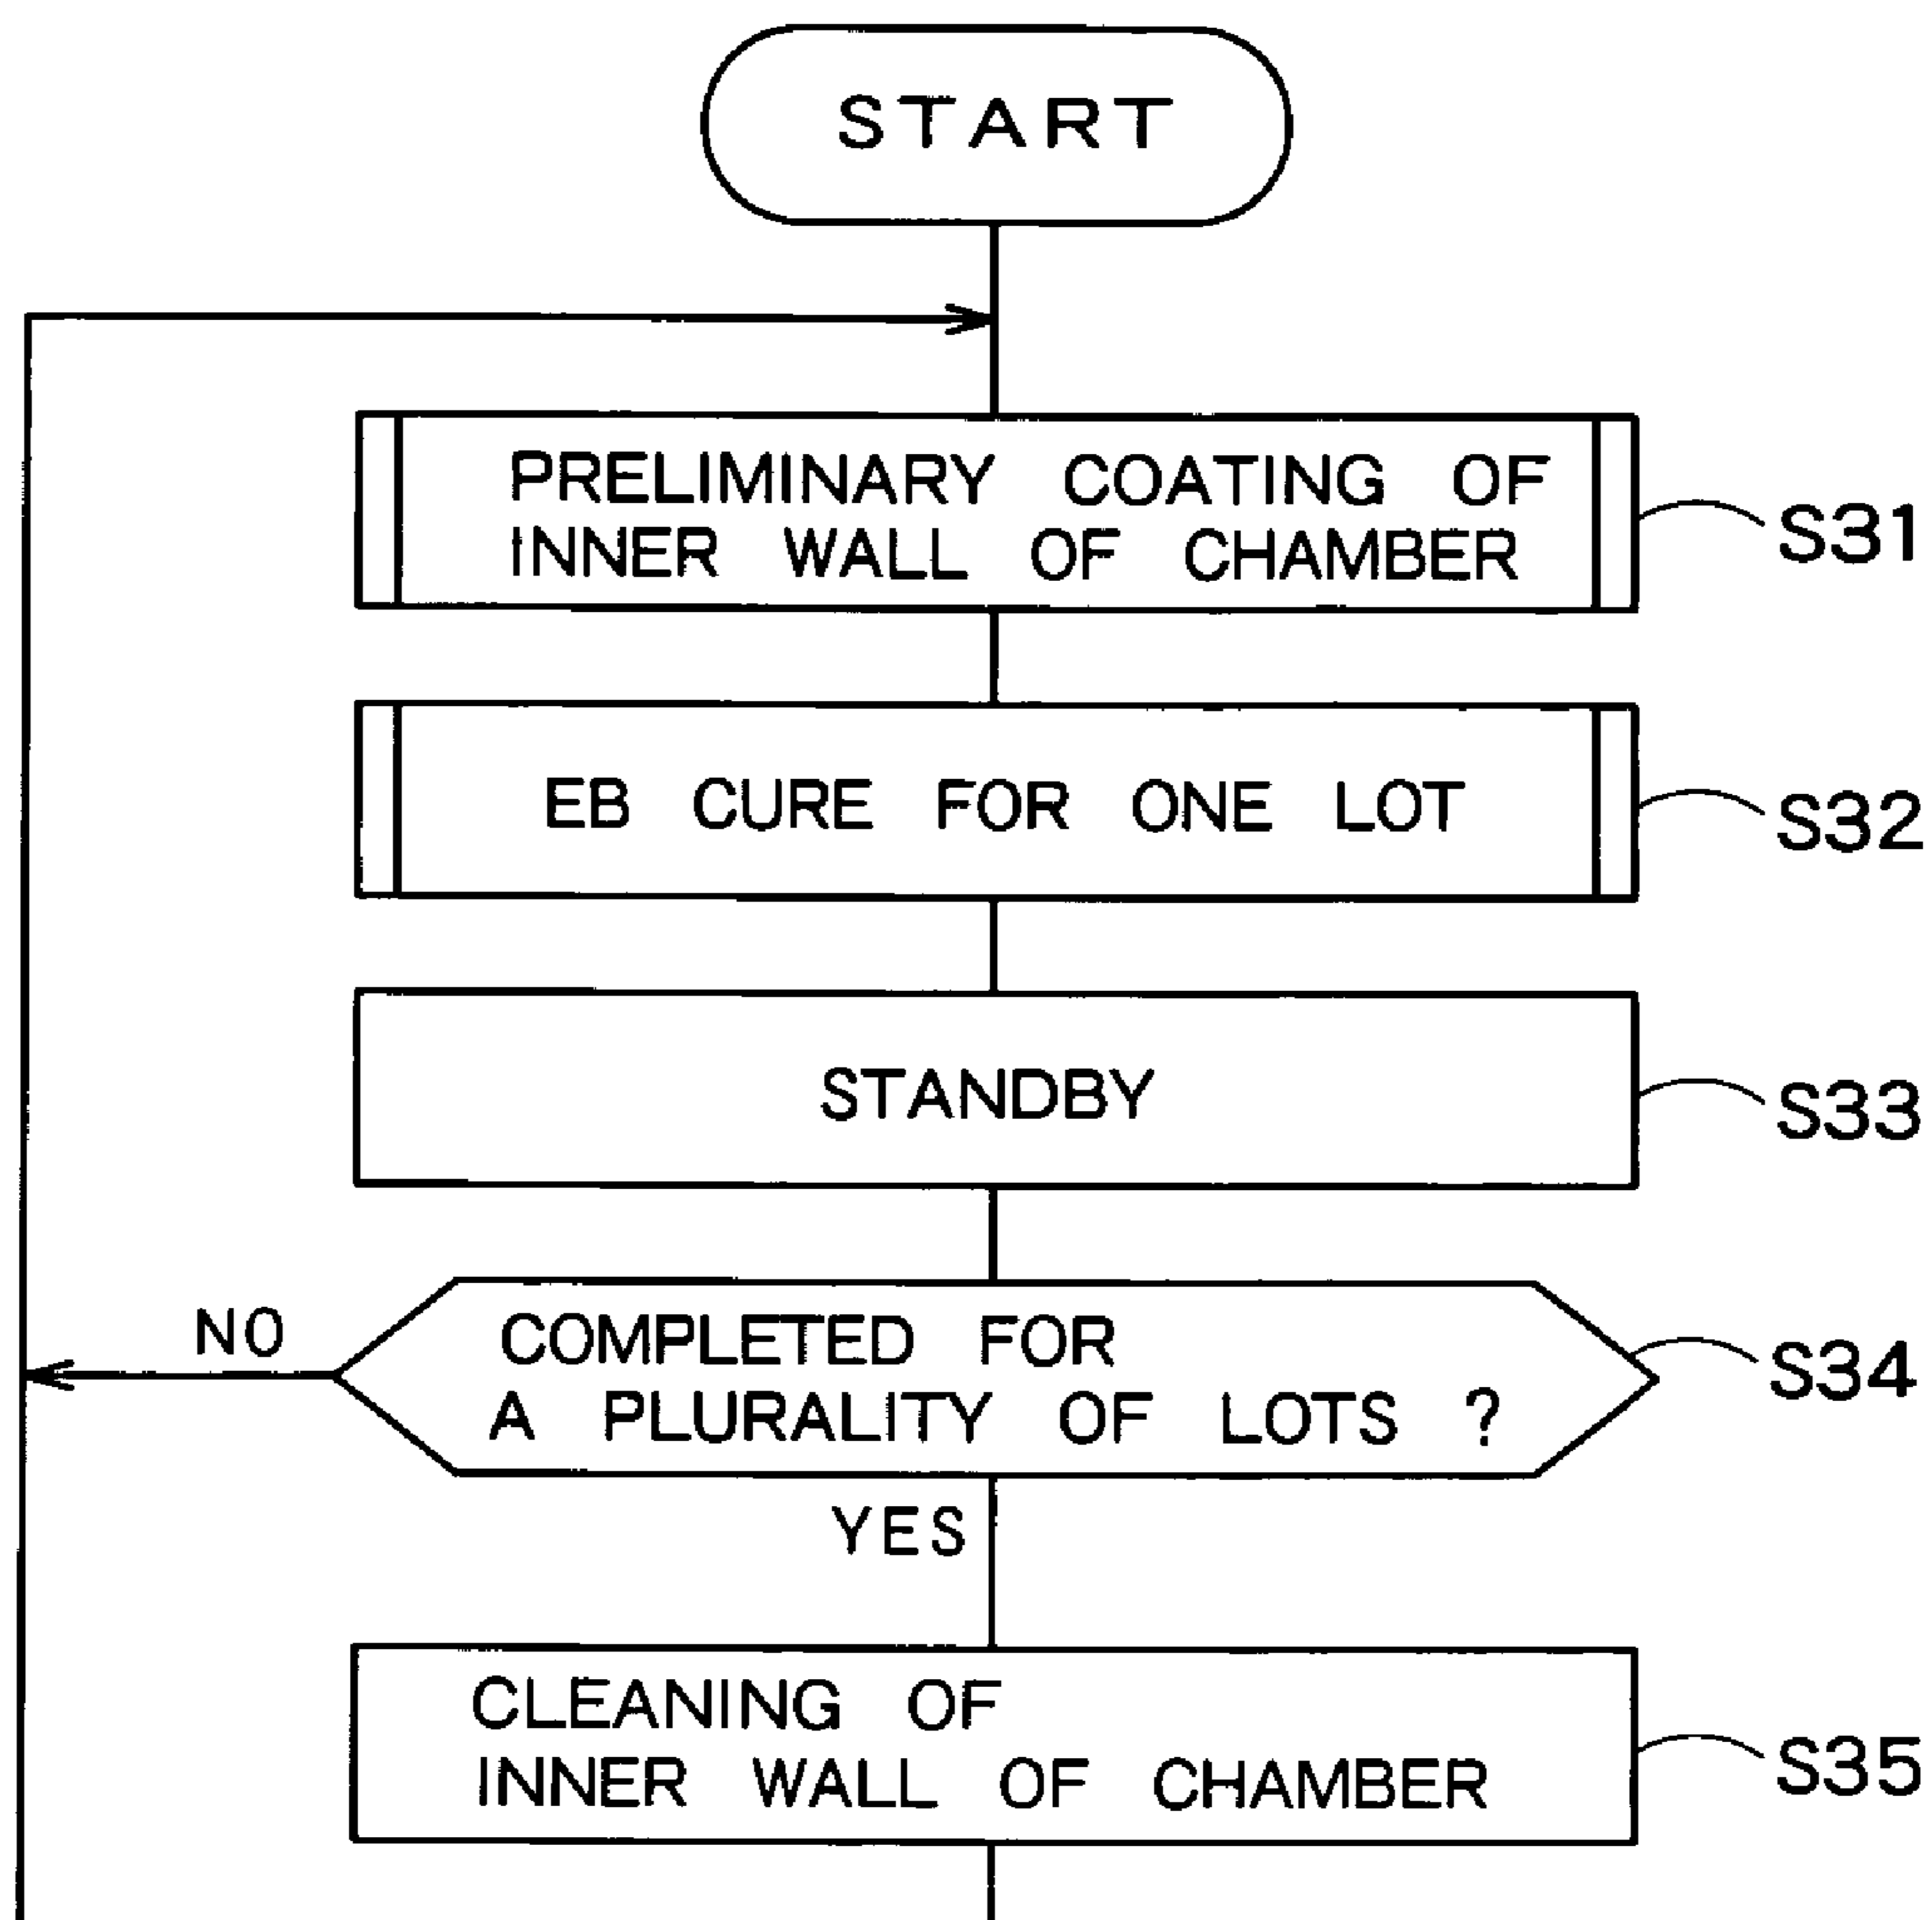 START
PRELIMINARY COATING OF
INNER WALL OF CHAMBER
S31
EB CURE FOR ONE LOT
S32
STANDBY
S33
NO
COMPLETED FOR
A PLURALITY OF LOTS ?
S34
YES
CLEANING OF
INNER WALL OF CHAMBER
S35